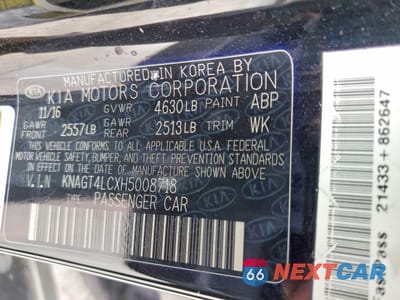 MANUFACTURED IN KOREA BY
KIA MOTORS CORPORATION
11/16 GVWR 4630LB PAINT ABP
GAWR FRONT 2557LB GAWR REAR 2513LB TRIM WK
THIS VEHICLE CONFORMS TO ALL APPLICABLE U.S.A FEDERAL
MOTOR VEHICLE SAFETY, BUMPER, AND THEFT PREVENTION
STANDARDS IN EFFECT ON THE DATE OF MANUFACTURE SHOWN ABOVE.
V.I.N KNAGT4LCXH5008718
TYPE: PASSENGER CAR
21433 + 862647
66 NEXTCAR